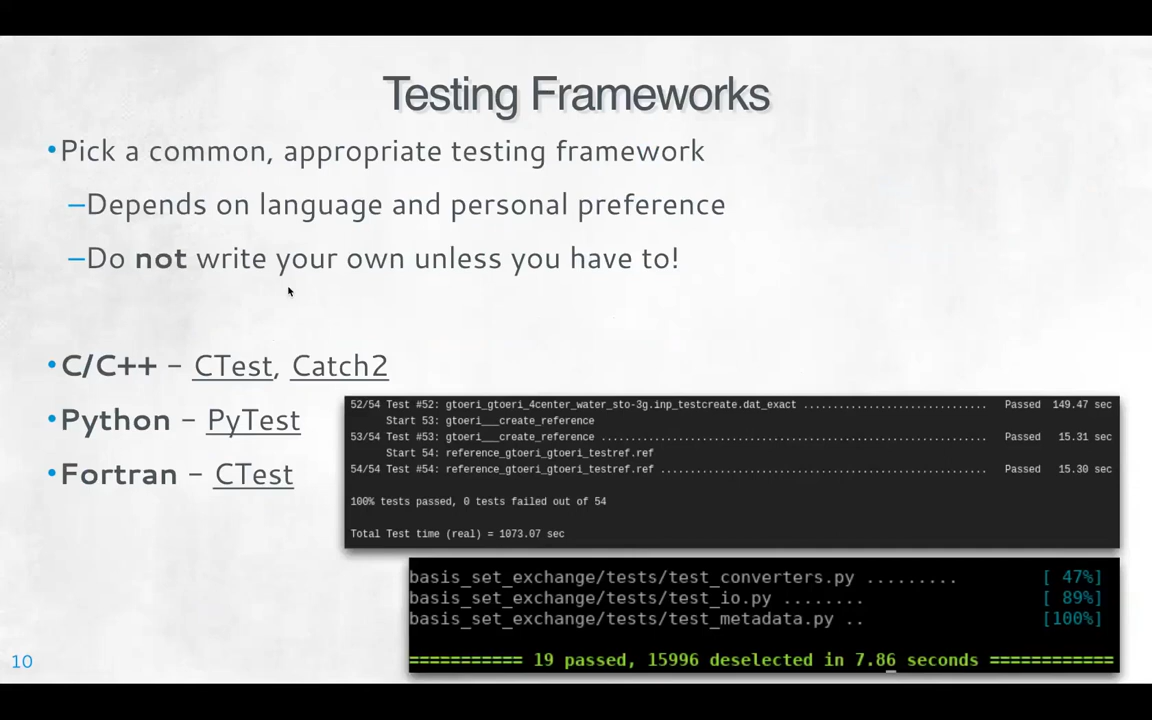 Testing Frameworks
•Pick a common, appropriate testing framework
–Depends on language and personal preference
–Do not write your own unless you have to!
•C/C++ – CTest, Catch2
•Python – PyTest
•Fortran – CTest
52/54 Test #52: gtoeri_gtoeri_4center_water_sto-3g.inp_testcreate.dat_exact ............................... Passed 149.47 sec
Start 53: gtoeri___create_reference
53/54 Test #53: gtoeri___create_reference ..................................................................... Passed 15.31 sec
Start 54: reference_gtoeri_gtoeri_testref.ref
54/54 Test #54: reference_gtoeri_gtoeri_testref.ref .......................................................... Passed 15.30 sec
100% tests passed, 0 tests failed out of 54
Total Test time (real) = 1073.07 sec
basis_set_exchange/tests/test_converters.py ......... [ 47%]
basis_set_exchange/tests/test_io.py ........ [ 89%]
basis_set_exchange/tests/test_metadata.py .. [100%]
=========== 19 passed, 15996 deselected in 7.86 seconds ============
10